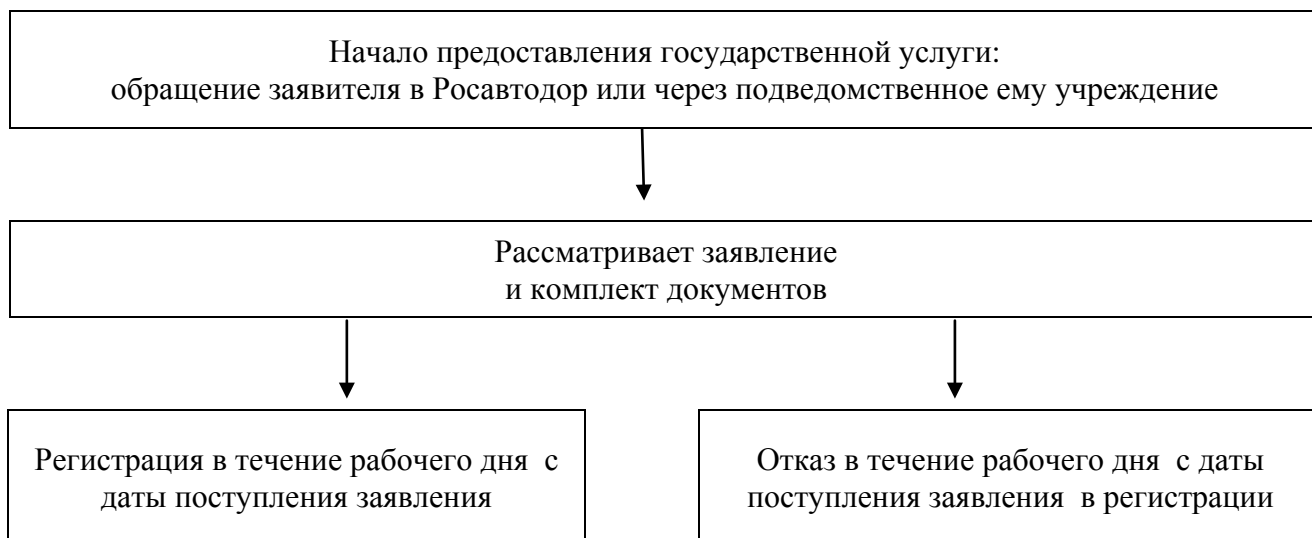 Начало предоставления государственной услуги:
обращение заявителя в Росавтодор или через подведомственное ему учреждение
Рассматривает заявление
и комплект документов
Регистрация в течение рабочего дня с
даты поступления заявления
Отказ в течение рабочего дня с даты
поступления заявления в регистрации